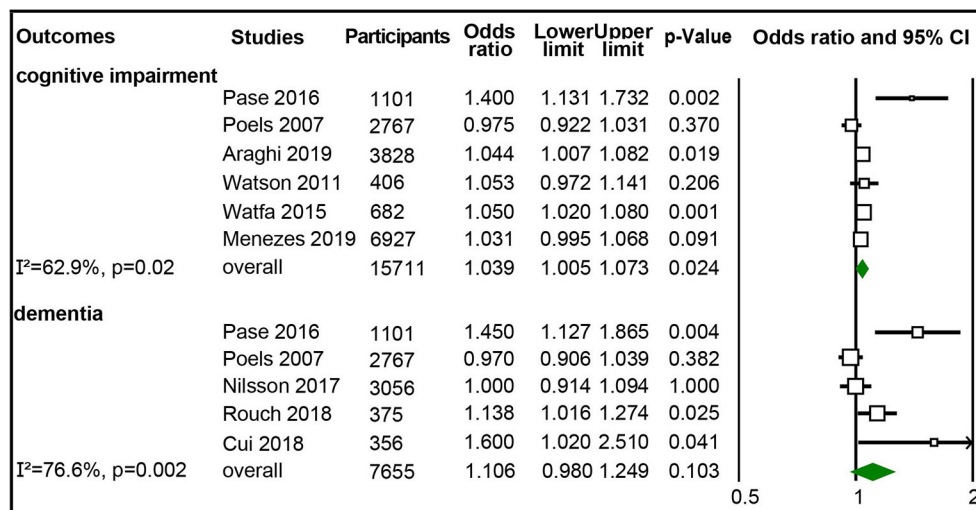 Outcomes Studies Participants Odds ratio Lower limit Upper limit p-Value Odds ratio and 95% CI
cognitive impairment
Pase 2016 1101 1.400 1.131 1.732 0.002
Poels 2007 2767 0.975 0.922 1.031 0.370
Araghi 2019 3828 1.044 1.007 1.082 0.019
Watson 2011 406 1.053 0.972 1.141 0.206
Watfa 2015 682 1.050 1.020 1.080 0.001
Menezes 2019 6927 1.031 0.995 1.068 0.091
I²=62.9%, p=0.02 overall 15711 1.039 1.005 1.073 0.024
dementia
Pase 2016 1101 1.450 1.127 1.865 0.004
Poels 2007 2767 0.970 0.906 1.039 0.382
Nilsson 2017 3056 1.000 0.914 1.094 1.000
Rouch 2018 375 1.138 1.016 1.274 0.025
Cui 2018 356 1.600 1.020 2.510 0.041
I²=76.6%, p=0.002 overall 7655 1.106 0.980 1.249 0.103
0.5 1 2